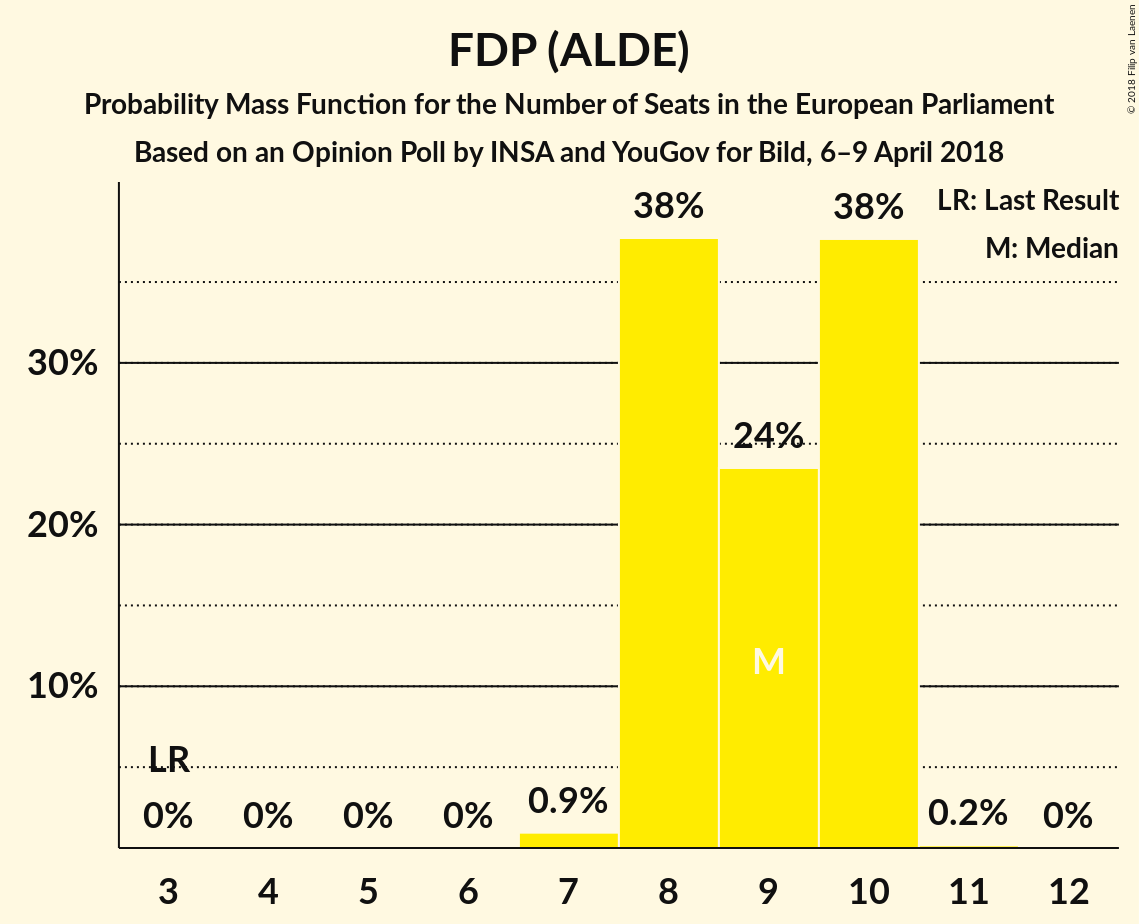 FDP (ALDE)
Probability Mass Function for the Number of Seats in the European Parliament
Based on an Opinion Poll by INSA and YouGov for Bild, 6–9 April 2018
© 2018 Filip van Laenen
LR: Last Result
M: Median
38%
38%
30%
24%
20%
M
10%
LR
0%
0%
0%
0%
0.9%
0.2%
0%
3
4
5
6
7
8
9
10
11
12